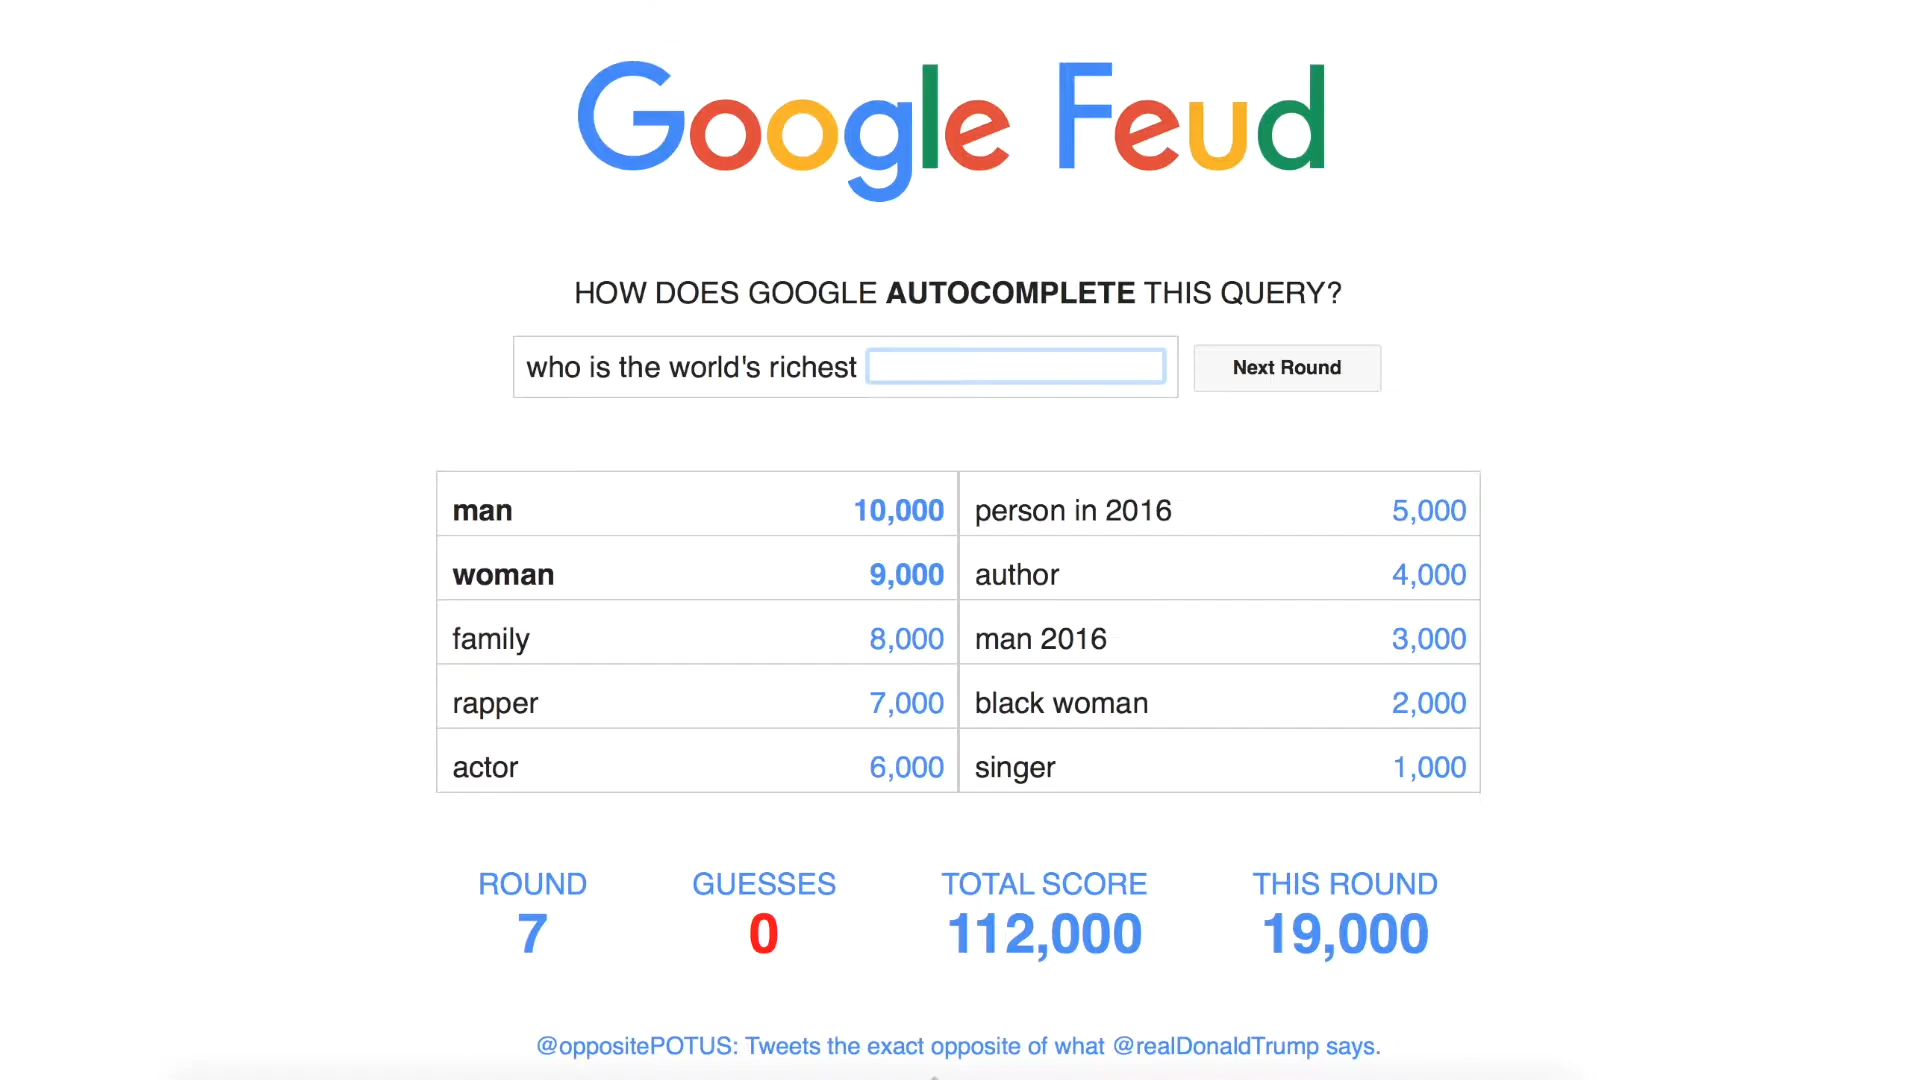 Google Feud
HOW DOES GOOGLE AUTOCOMPLETE THIS QUERY?
who is the world's richest
Next Round
man 10,000
woman 9,000
family 8,000
rapper 7,000
actor 6,000
person in 2016 5,000
author 4,000
man 2016 3,000
black woman 2,000
singer 1,000
ROUND
7
GUESSES
0
TOTAL SCORE
112,000
THIS ROUND
19,000
@oppositePOTUS: Tweets the exact opposite of what @realDonaldTrump says.